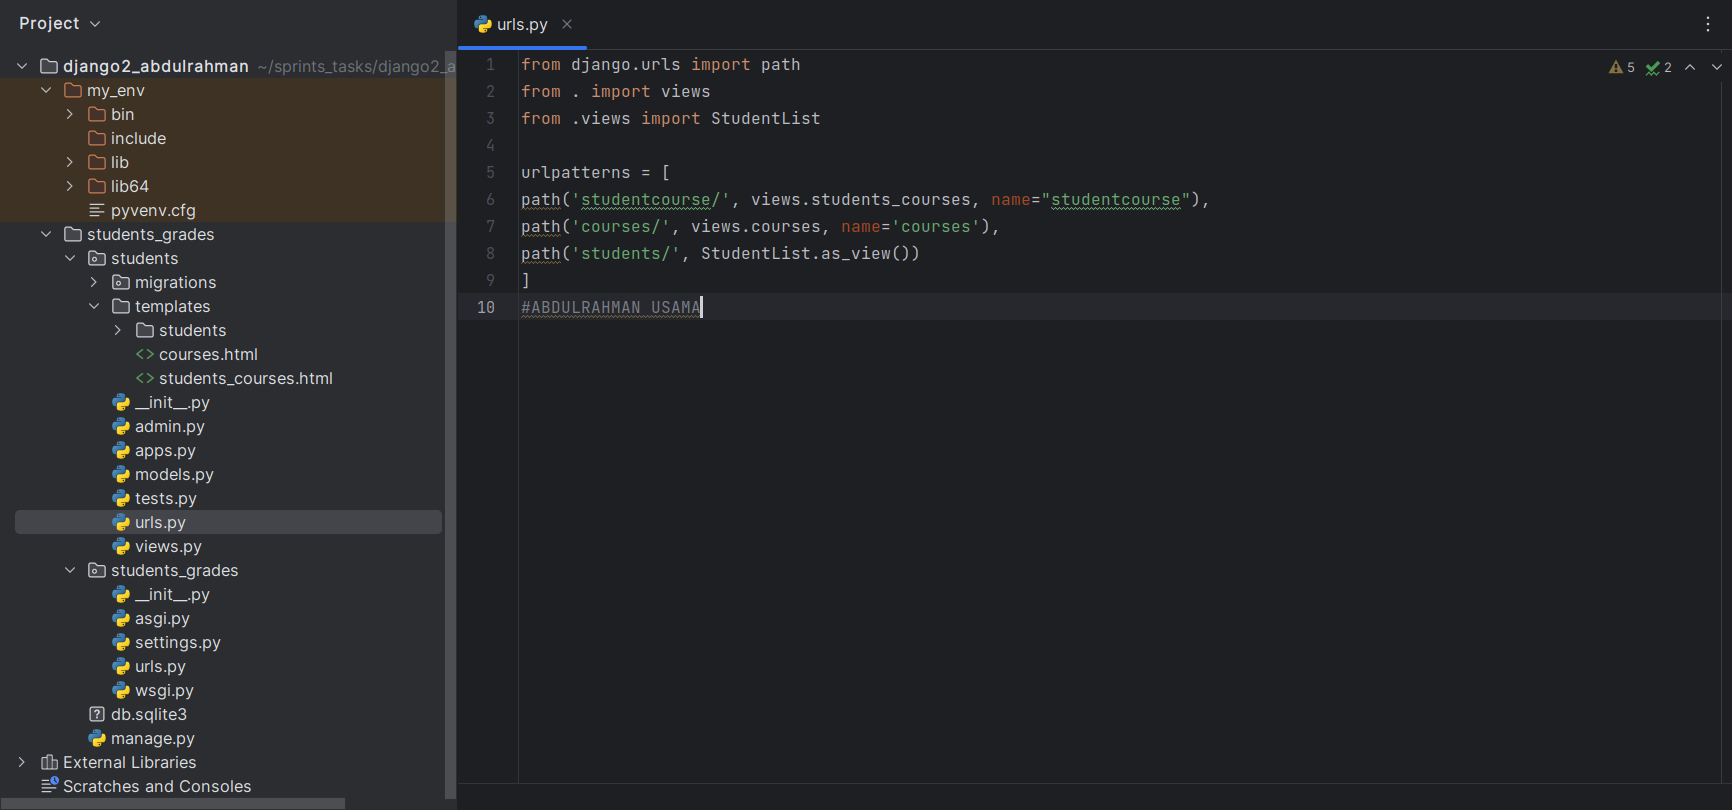 Project
django2_abdulrahman ~/sprints_tasks/django2_a
my_env
bin
include
lib
lib64
pyvenv.cfg
students_grades
students
migrations
templates
students
courses.html
students_courses.html
__init__.py
admin.py
apps.py
models.py
tests.py
urls.py
views.py
students_grades
__init__.py
asgi.py
settings.py
urls.py
wsgi.py
db.sqlite3
manage.py
External Libraries
Scratches and Consoles
urls.py
5 2
1 from django.urls import path
2 from . import views
3 from .views import StudentList
4
5 urlpatterns = [
6 path('studentcourse/', views.students_courses, name="studentcourse"),
7 path('courses/', views.courses, name='courses'),
8 path('students/', StudentList.as_view())
9 ]
10 #ABDULRAHMAN USAMA